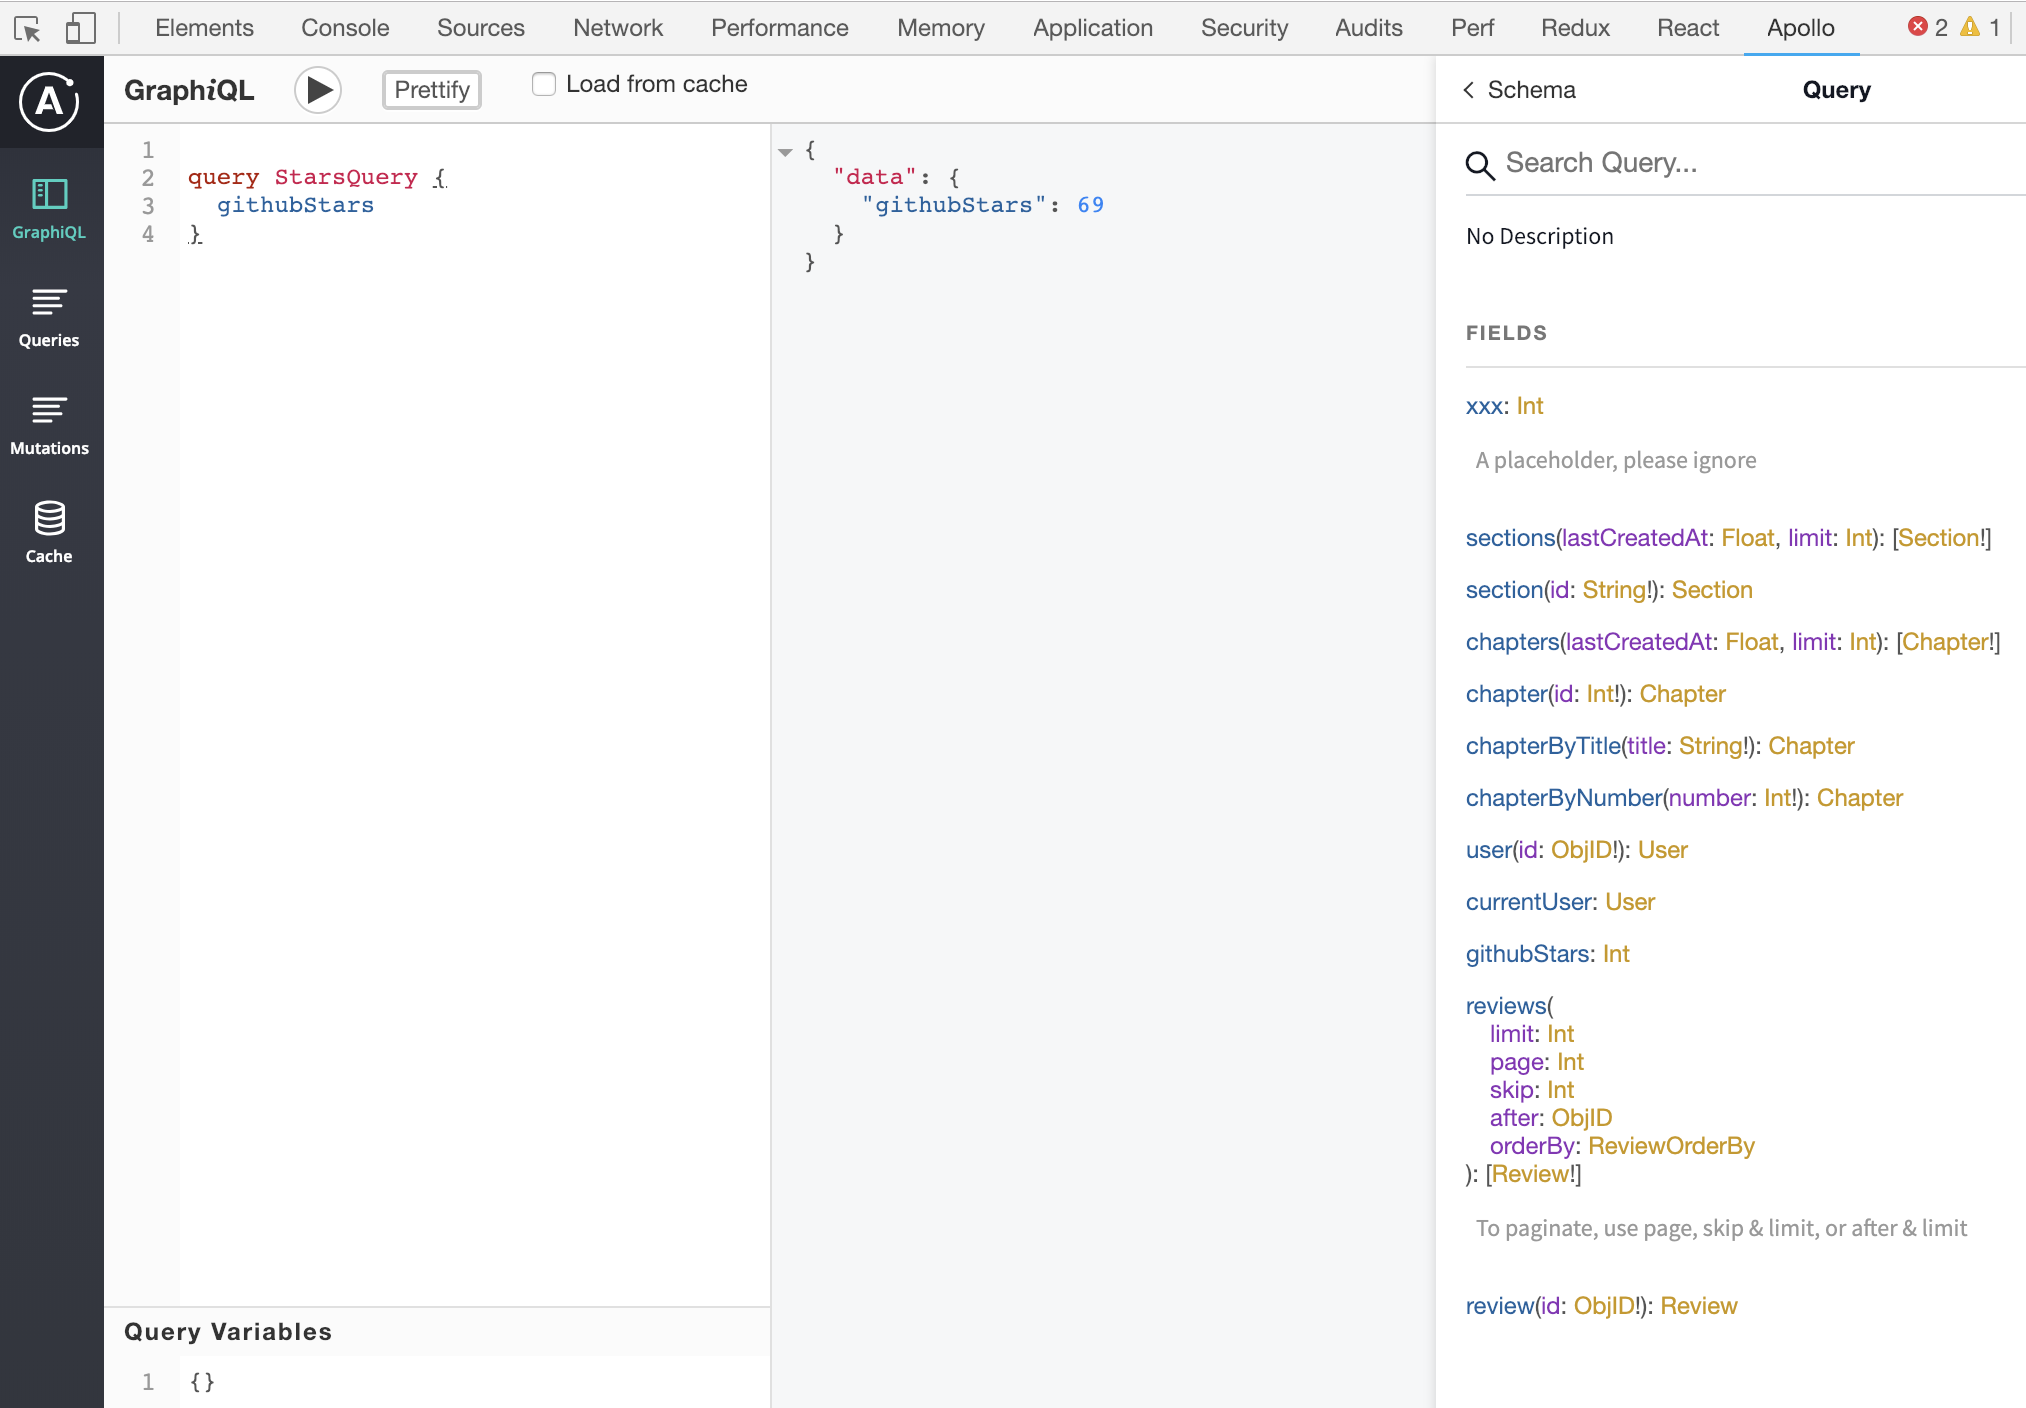 Elements Console Sources Network Performance Memory Application Security Audits Perf Redux React Apollo 2 1
GraphiQL Prettify Load from cache
GraphiQL
Queries
Mutations
Cache
1
2 query StarsQuery {
3 githubStars
4 }
{
"data": {
"githubStars": 69
}
}
Query Variables
1 {}
Schema Query
Search Query...
No Description
FIELDS
xxx: Int
A placeholder, please ignore
sections(lastCreatedAt: Float, limit: Int): [Section!]
section(id: String!): Section
chapters(lastCreatedAt: Float, limit: Int): [Chapter!]
chapter(id: Int!): Chapter
chapterByTitle(title: String!): Chapter
chapterByNumber(number: Int!): Chapter
user(id: ObjID!): User
currentUser: User
githubStars: Int
reviews(
limit: Int
page: Int
skip: Int
after: ObjID
orderBy: ReviewOrderBy
): [Review!]
To paginate, use page, skip & limit, or after & limit
review(id: ObjID!): Review